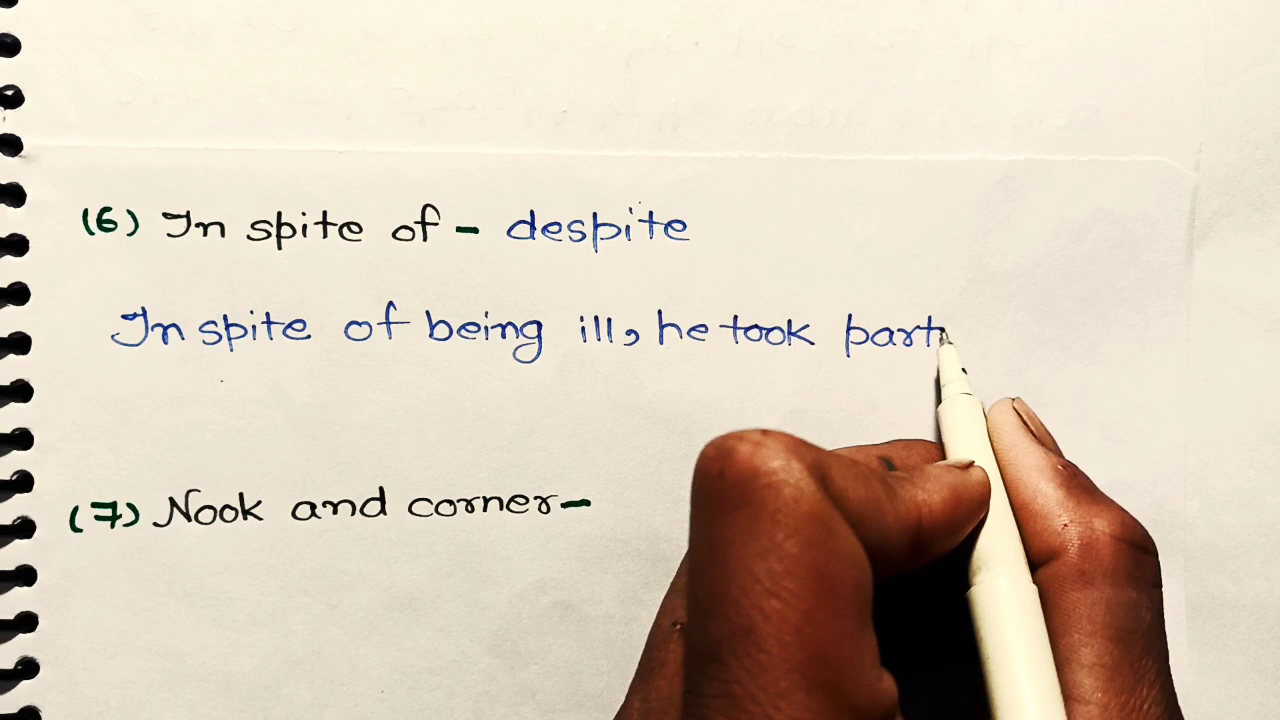 (6) In spite of - despite
In spite of being ill, he took part
(7) Nook and corner-